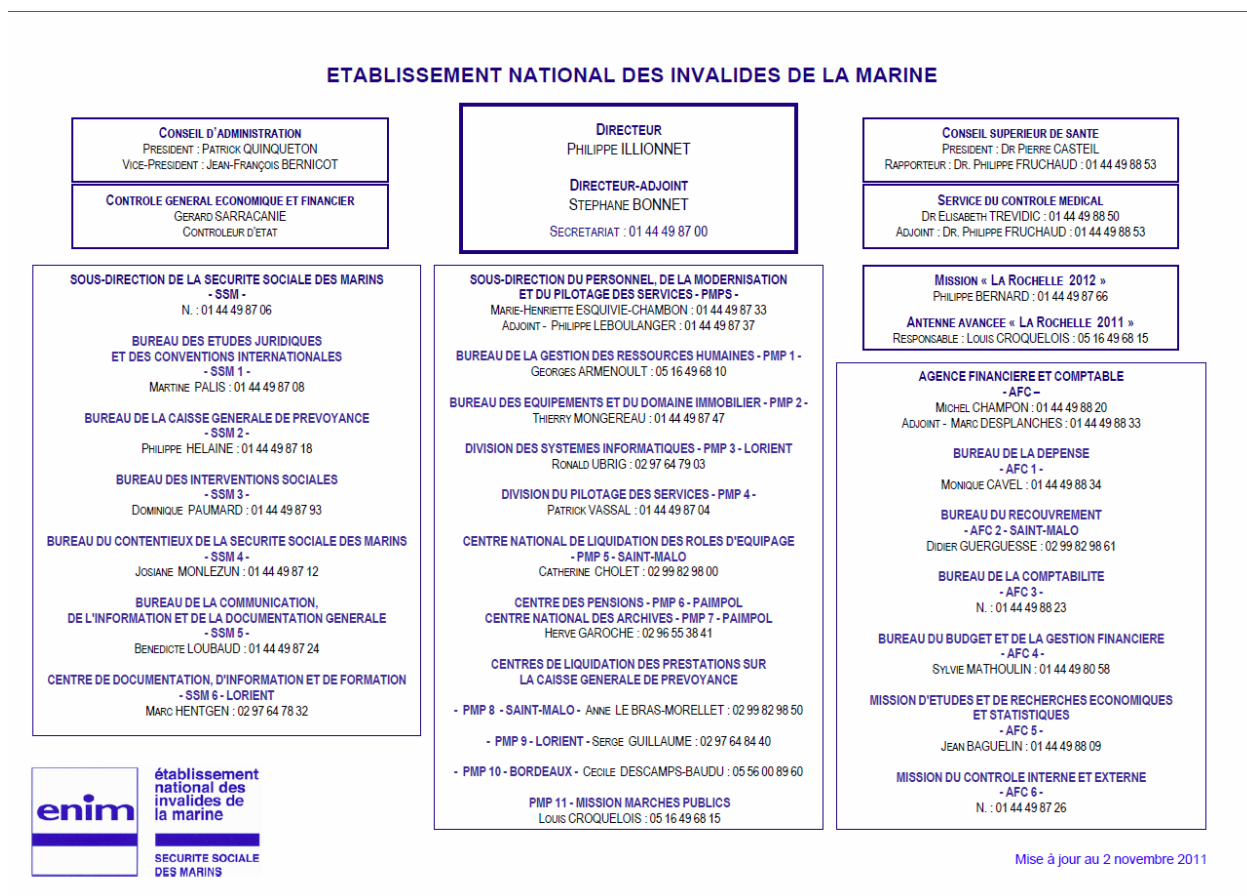 ETABLISSEMENT NATIONAL DES INVALIDES DE LA MARINE
CONSEIL D'ADMINISTRATION
PRESIDENT : PATRICK QUINQUETON
VICE-PRESIDENT : JEAN-FRANÇOIS BERNICOT
CONTROLE GENERAL ECONOMIQUE ET FINANCIER
GERARD SARRACANIE
CONTROLEUR D'ETAT
DIRECTEUR
PHILIPPE ILLIONNET
DIRECTEUR-ADJOINT
STEPHANE BONNET
SECRETARIAT : 01 44 49 87 00
CONSEIL SUPERIEUR DE SANTE
PRESIDENT : DR PIERRE CASTEIL
RAPPORTEUR : DR. PHILIPPE FRUCHAUD : 01 44 49 88 53
SERVICE DU CONTROLE MEDICAL
DR ELISABETH TREVIDIC : 01 44 49 88 50
ADJOINT : DR. PHILIPPE FRUCHAUD : 01 44 49 88 53
SOUS-DIRECTION DE LA SECURITE SOCIALE DES MARINS
- SSM -
N. : 01 44 49 87 06
BUREAU DES ETUDES JURIDIQUES
ET DES CONVENTIONS INTERNATIONALES
- SSM 1 -
MARTINE PALIS : 01 44 49 87 08
BUREAU DE LA CAISSE GENERALE DE PREVOYANCE
- SSM 2 -
PHILIPPE HELAINE : 01 44 49 87 18
BUREAU DES INTERVENTIONS SOCIALES
- SSM 3 -
DOMINIQUE PAUMARD : 01 44 49 87 93
BUREAU DU CONTENTIEUX DE LA SECURITE SOCIALE DES MARINS
- SSM 4 -
JOSIANE MONLEZUN : 01 44 49 87 12
BUREAU DE LA COMMUNICATION,
DE L'INFORMATION ET DE LA DOCUMENTATION GENERALE
- SSM 5 -
BENEDICTE LOUBAUD : 01 44 49 87 24
CENTRE DE DOCUMENTATION, D'INFORMATION ET DE FORMATION
- SSM 6 - LORIENT
MARC HENTGEN : 02 97 64 78 32
SOUS-DIRECTION DU PERSONNEL, DE LA MODERNISATION
ET DU PILOTAGE DES SERVICES - PMPS -
MARIE-HENRIETTE ESQUIVIE-CHAMBON : 01 44 49 87 33
ADJOINT - PHILIPPE LEBOULANGER : 01 44 49 87 37
BUREAU DE LA GESTION DES RESSOURCES HUMAINES - PMP 1 -
GEORGES ARMENOULT : 05 16 49 68 10
BUREAU DES EQUIPEMENTS ET DU DOMAINE IMMOBILIER - PMP 2 -
THIERRY MONGEREAU : 01 44 49 87 47
DIVISION DES SYSTEMES INFORMATIQUES - PMP 3 - LORIENT
RONALD UBRIG : 02 97 64 79 03
DIVISION DU PILOTAGE DES SERVICES - PMP 4 -
PATRICK VASSAL : 01 44 49 87 04
CENTRE NATIONAL DE LIQUIDATION DES ROLES D'EQUIPAGE
- PMP 5 - SAINT-MALO
CATHERINE CHOLET : 02 99 82 98 00
CENTRE DES PENSIONS - PMP 6 - PAIMPOL
CENTRE NATIONAL DES ARCHIVES - PMP 7 - PAIMPOL
HERVE GAROCHE : 02 96 55 38 41
CENTRES DE LIQUIDATION DES PRESTATIONS SUR
LA CAISSE GENERALE DE PREVOYANCE
- PMP 8 - SAINT-MALO - ANNE LE BRAS-MORELLET : 02 99 82 98 50
- PMP 9 - LORIENT - SERGE GUILLAUME : 02 97 64 84 40
- PMP 10 - BORDEAUX - CECILE DESCAMPS-BAUDU : 05 56 00 89 60
PMP 11 - MISSION MARCHES PUBLICS
LOUIS CROQUELOIS : 05 16 49 68 15
MISSION « LA ROCHELLE 2012 »
PHILIPPE BERNARD : 01 44 49 87 66
ANTENNE AVANCEE « LA ROCHELLE 2011 »
RESPONSABLE : LOUIS CROQUELOIS : 05 16 49 68 15
AGENCE FINANCIERE ET COMPTABLE
- AFC –
MICHEL CHAMPON : 01 44 49 88 20
ADJOINT - MARC DESPLANCHES : 01 44 49 88 33
BUREAU DE LA DEPENSE
- AFC 1 -
MONIQUE CAVEL : 01 44 49 88 34
BUREAU DU RECOUVREMENT
- AFC 2 - SAINT-MALO
DIDIER GUERGUESSE : 02 99 82 98 61
BUREAU DE LA COMPTABILITE
- AFC 3 -
N. : 01 44 49 88 23
BUREAU DU BUDGET ET DE LA GESTION FINANCIERE
- AFC 4 -
SYLVIE MATHOULIN : 01 44 49 80 58
MISSION D'ETUDES ET DE RECHERCHES ECONOMIQUES
ET STATISTIQUES
- AFC 5 -
JEAN BAGUELIN : 01 44 49 88 09
MISSION DU CONTROLE INTERNE ET EXTERNE
- AFC 6 -
N. : 01 44 49 87 26
enim
établissement
national des
invalides de
la marine
SECURITE SOCIALE
DES MARINS
Mise à jour au 2 novembre 2011